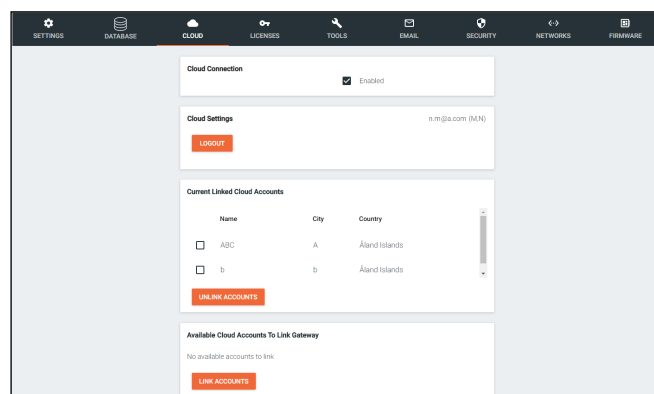 SETTINGS DATABASE CLOUD LICENSES TOOLS EMAIL SECURITY NETWORKS FIRMWARE
Cloud Connection
Enabled
Cloud Settings n.m@a.com (M,N)
LOGOUT
Current Linked Cloud Accounts
Name City Country
ABC A Åland Islands
b b Åland Islands
UNLINK ACCOUNTS
Available Cloud Accounts To Link Gateway
No available accounts to link
LINK ACCOUNTS